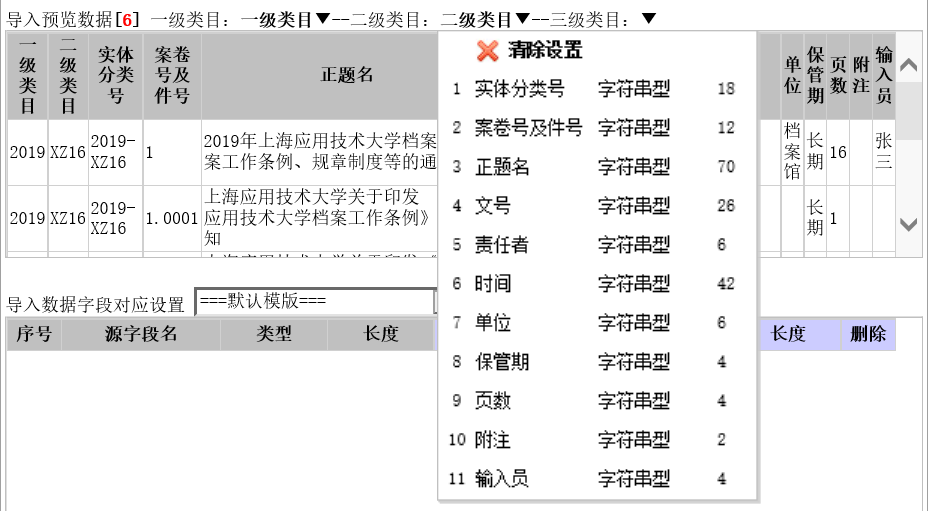 导入预览数据[6] 一级类目：一级类目▼--二级类目：二级类目▼--三级类目：▼
一级类目 二级类目 实体分类号 案卷号及件号 正题名 单位 保管期 页数 附注 输入员
2019 XZ16 2019-XZ16 1 2019年上海应用技术大学档案 档案馆 长期 16 张三
案工作条例、规章制度等的通
2019 XZ16 2019-XZ16 1.0001 上海应用技术大学关于印发 长期 1
应用技术大学档案工作条例》
知
清除设置
1 实体分类号 字符串型 18
2 案卷号及件号 字符串型 12
3 正题名 字符串型 70
4 文号 字符串型 26
5 责任者 字符串型 6
6 时间 字符串型 42
7 单位 字符串型 6
8 保管期 字符串型 4
9 页数 字符串型 4
10 附注 字符串型 2
11 输入员 字符串型 4
导入数据字段对应设置 ===默认模版===
序号 源字段名 类型 长度 长度 删除